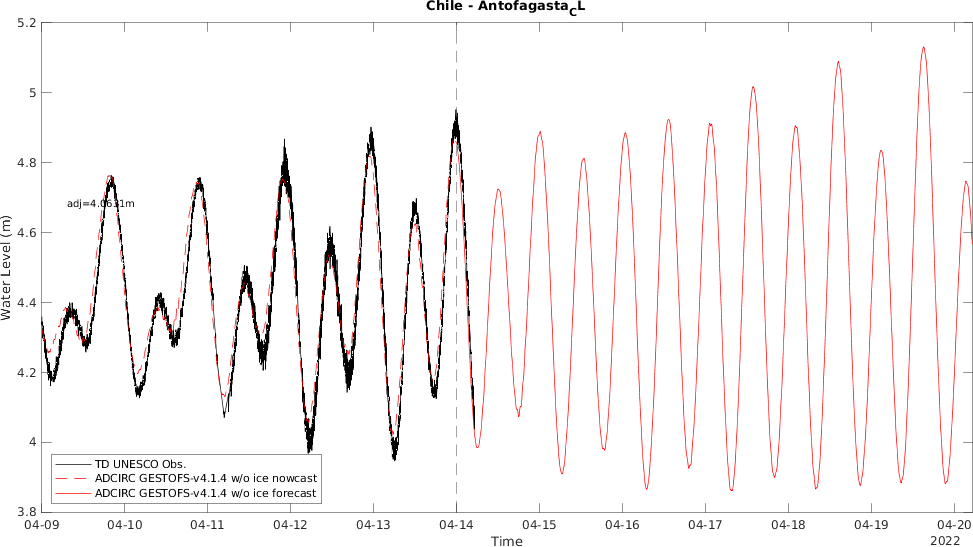 Chile - Antofagasta_CL
5.2
5
4.8
4.6
4.4
4.2
4
3.8
Water Level (m)
adj=4.0631m
TD UNESCO Obs.
ADCIRC GESTOFS-v4.1.4 w/o ice nowcast
ADCIRC GESTOFS-v4.1.4 w/o ice forecast
04-09 04-10 04-11 04-12 04-13 04-14 04-15 04-16 04-17 04-18 04-19 04-20
Time
2022